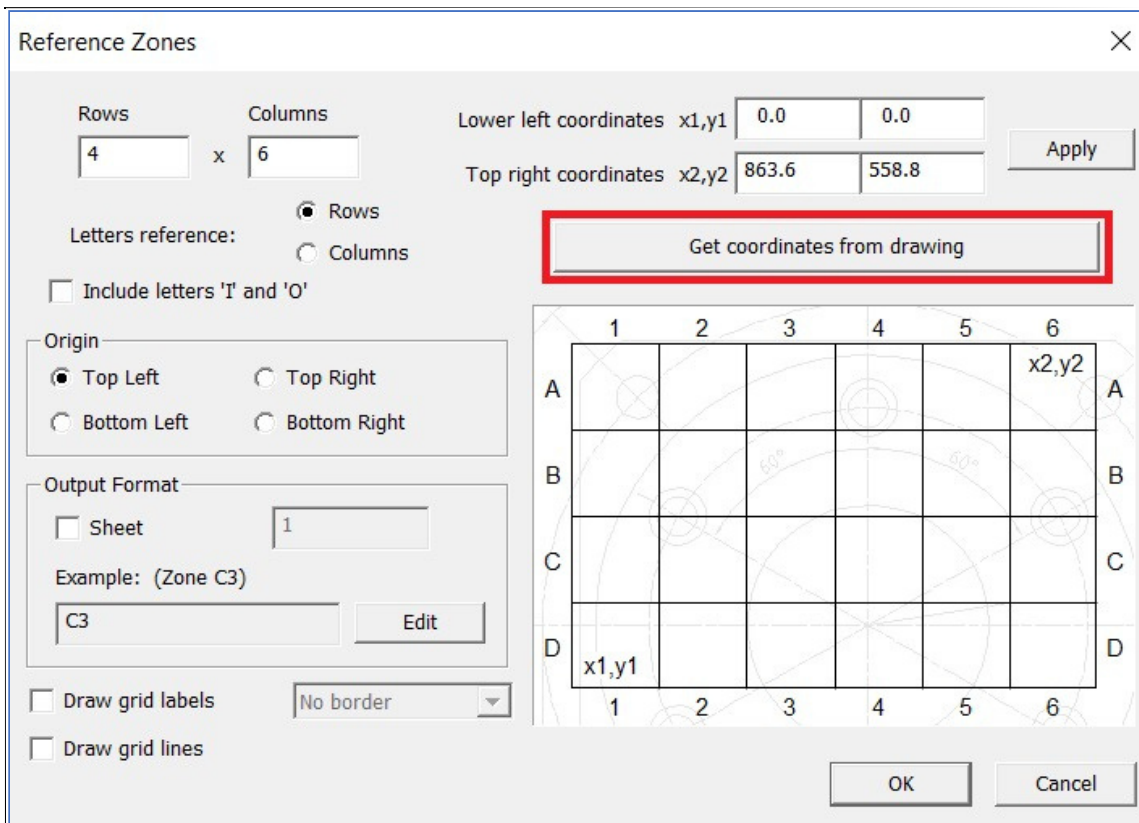 Reference Zones
Rows Columns
4 x 6
Lower left coordinates x1,y1 0.0 0.0
Top right coordinates x2,y2 863.6 558.8
Apply
Letters reference:
Rows
Columns
Get coordinates from drawing
Include letters 'I' and 'O'
Origin
Top Left Top Right
Bottom Left Bottom Right
Output Format
Sheet 1
Example: (Zone C3)
C3 Edit
Draw grid labels No border
Draw grid lines
1 2 3 4 5 6
A x2,y2 A
B 60° 60° B
C C
D x1,y1 D
1 2 3 4 5 6
OK Cancel